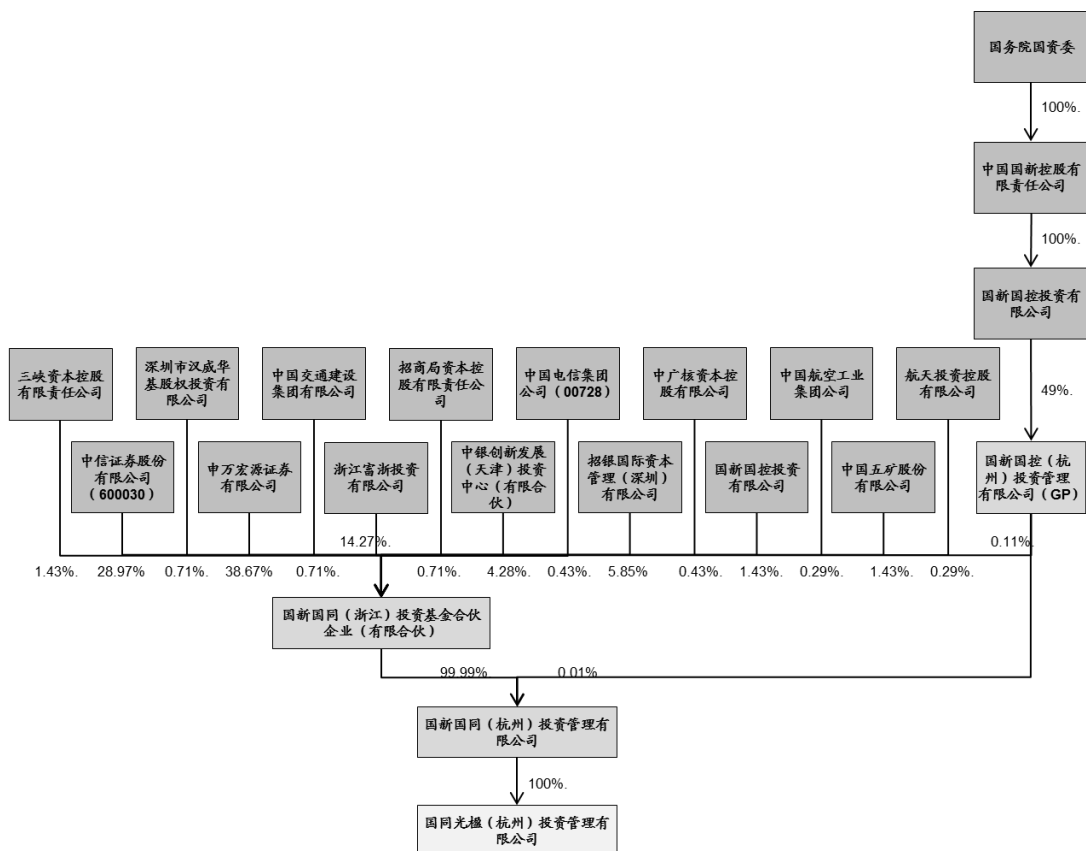 国务院国资委
100%.
中国国新控股有
限责任公司
100%.
国新国控投资有
限公司
三峡资本控股
有限责任公司
深圳市汉威华
基股权投资有
限公司
中国交通建设
集团有限公司
招商局资本控
股有限责任公
司
中国电信集团
公司（00728）
中广核资本控
股有限公司
中国航空工业
集团公司
航天投资控股
有限公司
49%.
中信证券股份
有限公司
（600030）
申万宏源证券
有限公司
浙江富浙投资
有限公司
中银创新发展
（天津）投资
中心（有限合
伙）
招银国际资本
管理（深圳）
有限公司
国新国控投资
有限公司
中国五矿股份
有限公司
国新国控（杭
州）投资管理
有限公司（GP）
14.27%.
0.11%.
1.43%.
28.97%
0.71%.
38.67%
0.71%.
0.71%.
4.28%.
0.43%.
5.85%
0.43%.
1.43%.
0.29%.
1.43%.
0.29%.
国新国同（浙江）投资基金合伙
企业（有限合伙）
99.99%.
0.01%.
国新国同（杭州）投资管理有
限公司
100%.
国同光楹（杭州）投资管理有
限公司